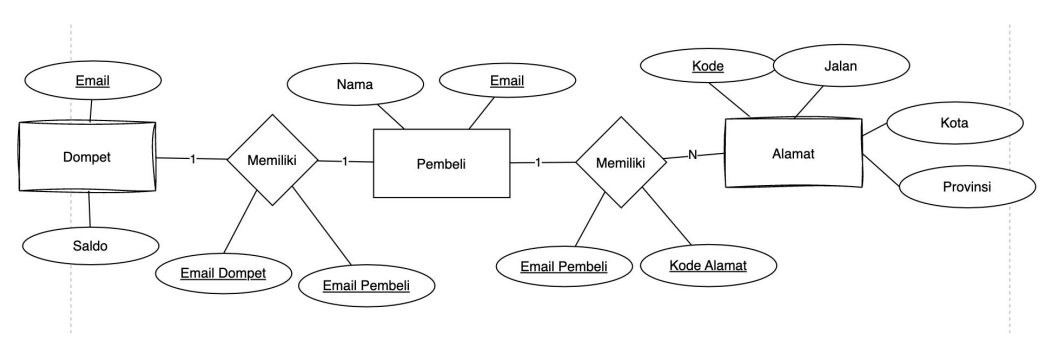 Email
Dompet
Saldo
1
Memiliki
1
Email Dompet
Email Pembeli
Nama
Email
Pembeli
1
Memiliki
N
Email Pembeli
Kode Alamat
Kode
Jalan
Alamat
Kota
Provinsi